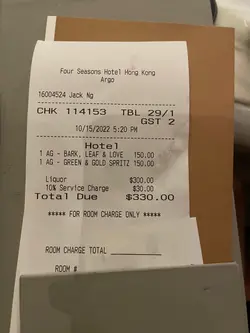 Four Seasons Hotel Hong Kong
Argo
16004524 Jack Ng
CHK 114153 TBL 29/1
GST 2
10/15/2022 5:20 PM
Hotel
1 AG - BARK, LEAF & LOVE 150.00
1 AG - GREEN & GOLD SPRITZ 150.00
Liquor $300.00
10% Service Charge $30.00
Total Due $330.00
***** FOR ROOM CHARGE ONLY *****
ROOM CHARGE TOTAL __________
ROOM #